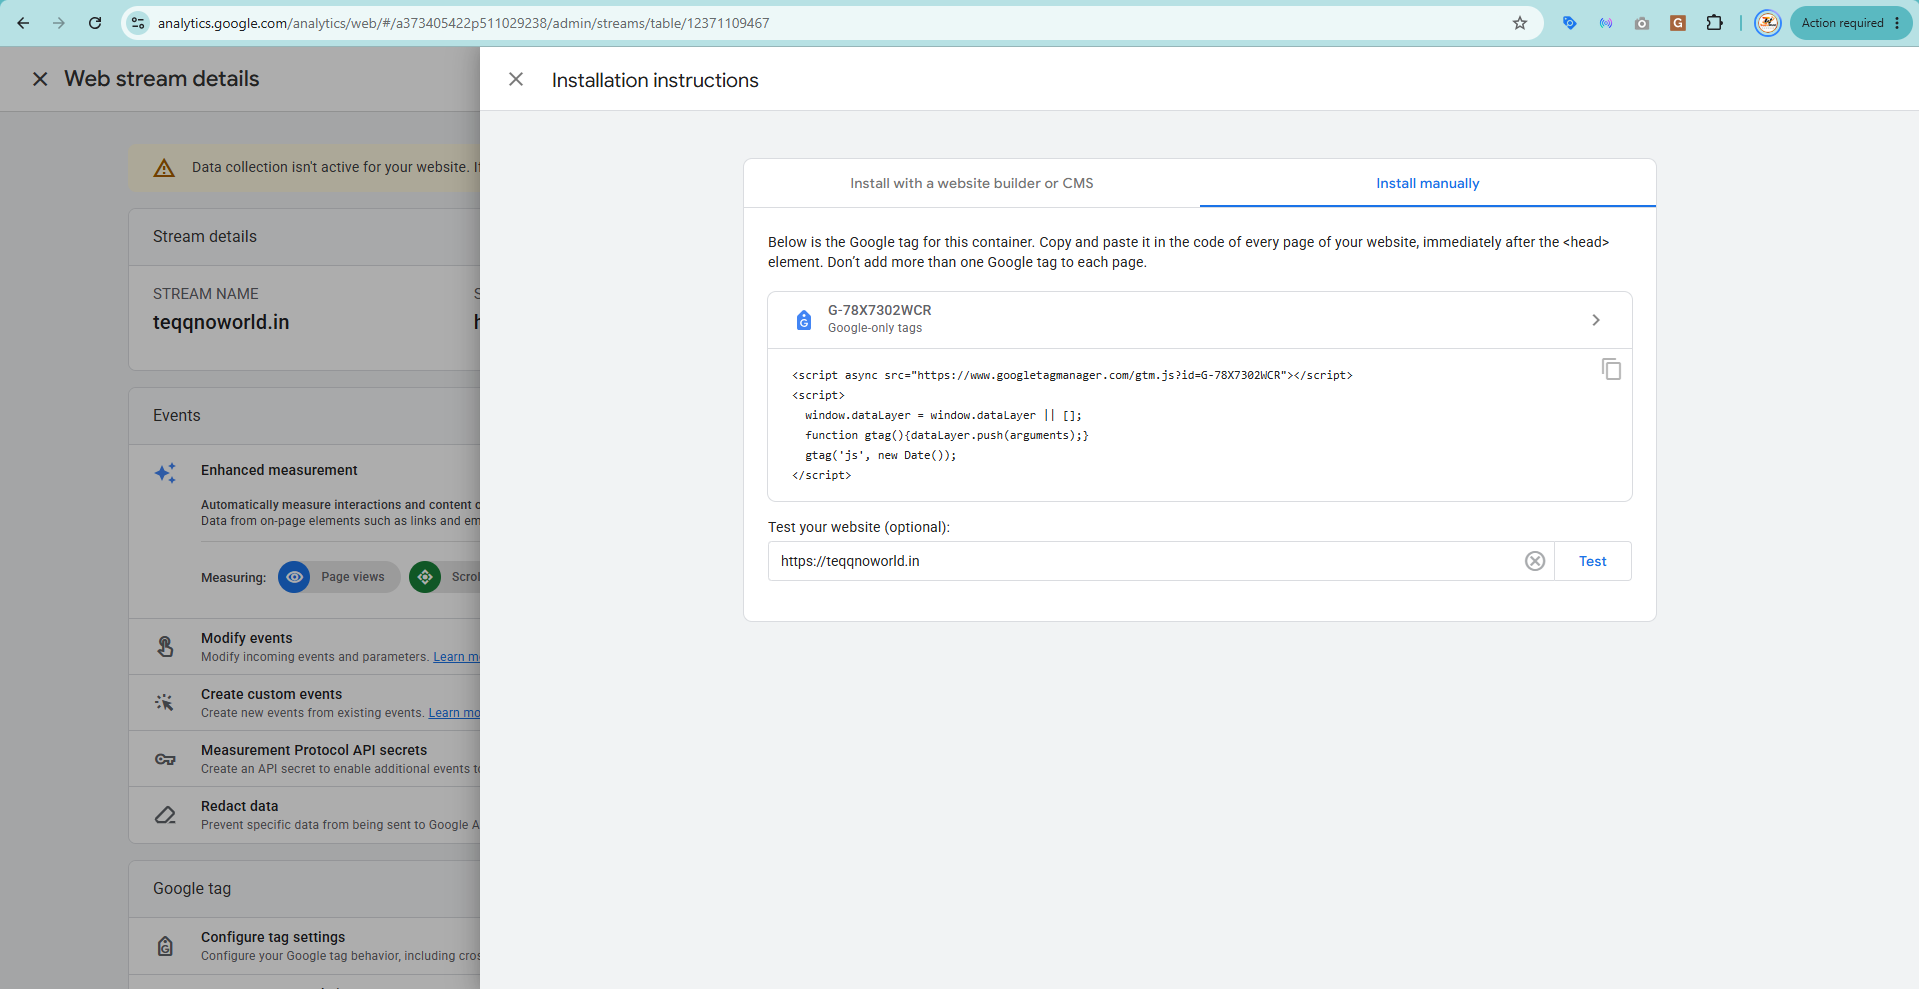 analytics.google.com/analytics/web/#/a373405422p511029238/admin/streams/table/12371109467
Action required
Web stream details
Data collection isn't active for your website.
Stream details
STREAM NAME
teqqnoworld.in
Events
Enhanced measurement
Automatically measure interactions and content
Data from on-page elements such as links and
Measuring: Page views
Modify events
Modify incoming events and parameters. Learn
Create custom events
Create new events from existing events. Learn
Measurement Protocol API secrets
Create an API secret to enable additional events
Redact data
Prevent specific data from being sent to Google
Google tag
Configure tag settings
Configure your Google tag behavior, including
Installation instructions
Install with a website builder or CMS
Install manually
Below is the Google tag for this container. Copy and paste it in the code of every page of your website, immediately after the <head>
element. Don’t add more than one Google tag to each page.
G-78X7302WCR
Google-only tags
<script async src="https://www.googletagmanager.com/gtm.js?id=G-78X7302WCR"></script>
<script>
window.dataLayer = window.dataLayer || [];
function gtag(){dataLayer.push(arguments);}
gtag('js', new Date());
</script>
Test your website (optional):
https://teqqnoworld.in
Test